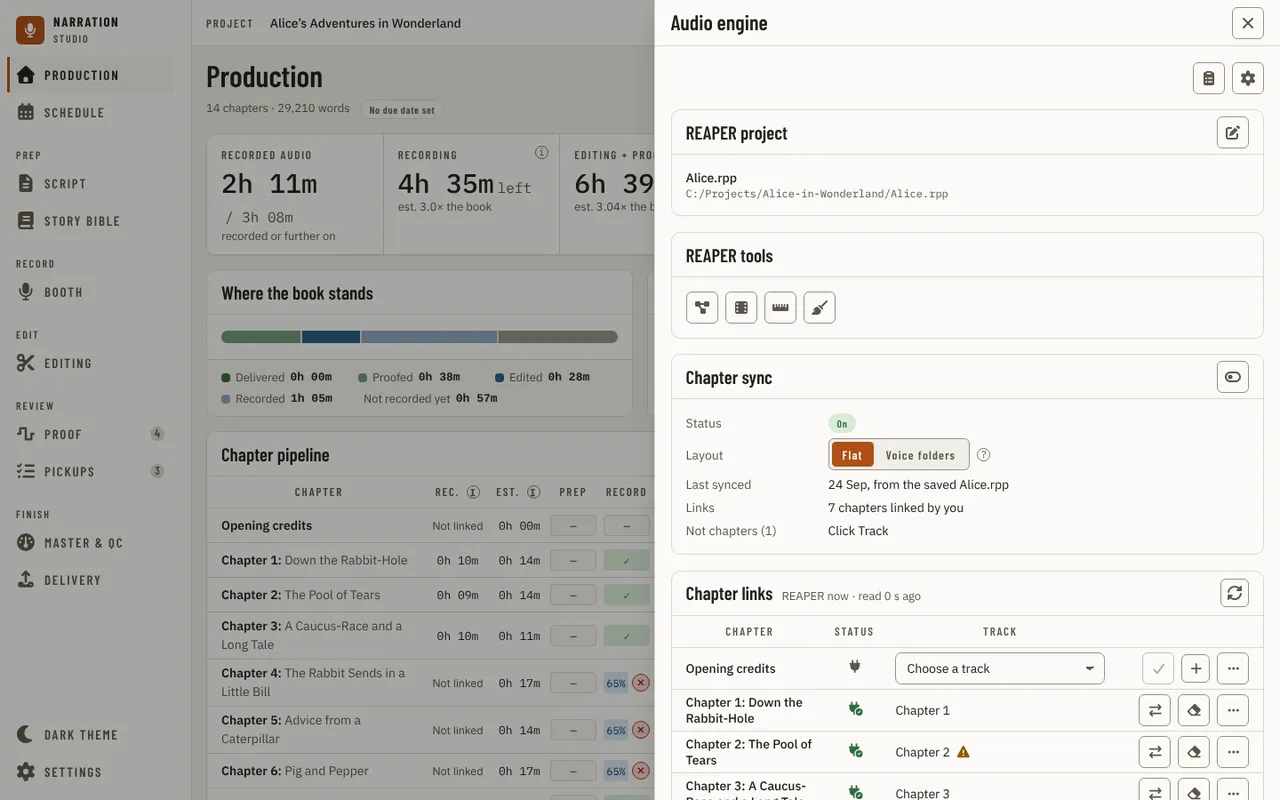 NARRATION
STUDIO
PRODUCTION
SCHEDULE
PREP
SCRIPT
STORY BIBLE
RECORD
BOOTH
EDIT
EDITING
REVIEW
PROOF 4
PICKUPS 3
FINISH
MASTER & QC
DELIVERY
DARK THEME
SETTINGS
PROJECT Alice's Adventures in Wonderland
Production
14 chapters · 29,210 words No due date set
RECORDED AUDIO
2h 11m
/ 3h 08m
recorded or further on
RECORDING
4h 35m left
est. 3.0× the book
EDITING + PRO
6h 39
est. 3.04× the b
Where the book stands
Delivered 0h 00m Proofed 0h 38m Edited 0h 28m
Recorded 1h 05m Not recorded yet 0h 57m
Chapter pipeline
CHAPTER REC. EST. PREP RECORD
Opening credits Not linked 0h 00m – –
Chapter 1: Down the Rabbit-Hole 0h 10m 0h 14m – ✓
Chapter 2: The Pool of Tears 0h 09m 0h 14m – ✓
Chapter 3: A Caucus-Race and a
Long Tale 0h 10m 0h 11m – ✓
Chapter 4: The Rabbit Sends in a
Little Bill Not linked 0h 17m – 65%
Chapter 5: Advice from a
Caterpillar Not linked 0h 14m – 65%
Chapter 6: Pig and Pepper Not linked 0h 17m – 65%
Audio engine
REAPER project
Alice.rpp
C:/Projects/Alice-in-Wonderland/Alice.rpp
REAPER tools
Chapter sync
Status On
Layout Flat Voice folders ?
Last synced 24 Sep, from the saved Alice.rpp
Links 7 chapters linked by you
Not chapters (1) Click Track
Chapter links REAPER now · read 0 s ago
CHAPTER STATUS TRACK
Opening credits Choose a track
Chapter 1: Down the
Rabbit-Hole Chapter 1
Chapter 2: The Pool of
Tears Chapter 2
Chapter 3: A Caucus-
Race and a Long Tale Chapter 3